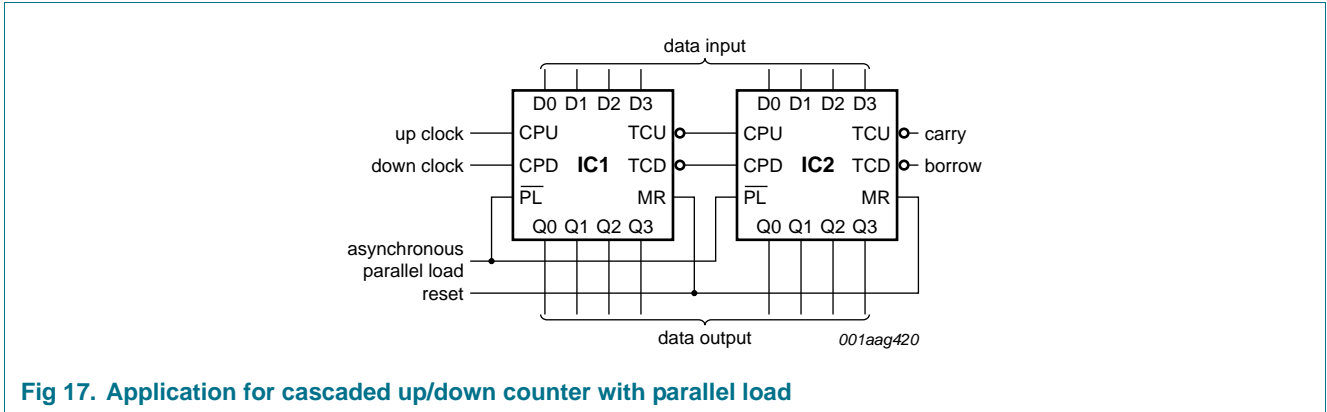 data input
D0 D1 D2 D3 D0 D1 D2 D3
up clock CPU TCU CPU TCU carry
down clock CPD IC1 TCD CPD IC2 TCD borrow
PL MR PL MR
Q0 Q1 Q2 Q3 Q0 Q1 Q2 Q3
asynchronous
parallel load
reset
data output 001aag420
Fig 17. Application for cascaded up/down counter with parallel load